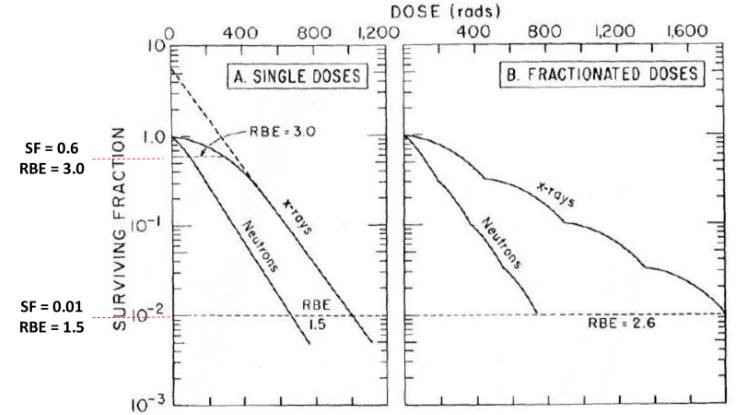 DOSE (rads)
0 400 800 1,200 0 400 800 1,200 1,600
10
A. SINGLE DOSES
B. FRACTIONATED DOSES
1.0
RBE = 3.0
SF = 0.6
RBE = 3.0
SURVIVING FRACTION
x-rays
x-rays
10⁻¹
Neutrons
Neutrons
SF = 0.01
RBE = 1.5
10⁻²
RBE
1.5
RBE = 2.6
10⁻³